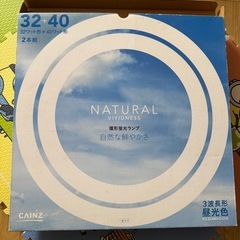 32+40
32ワット形+40ワット形
2本組
NATURAL
VIVIDNESS
環形蛍光ランプ
自然な鮮やかさ
CAINZ
3波長形
昼光色